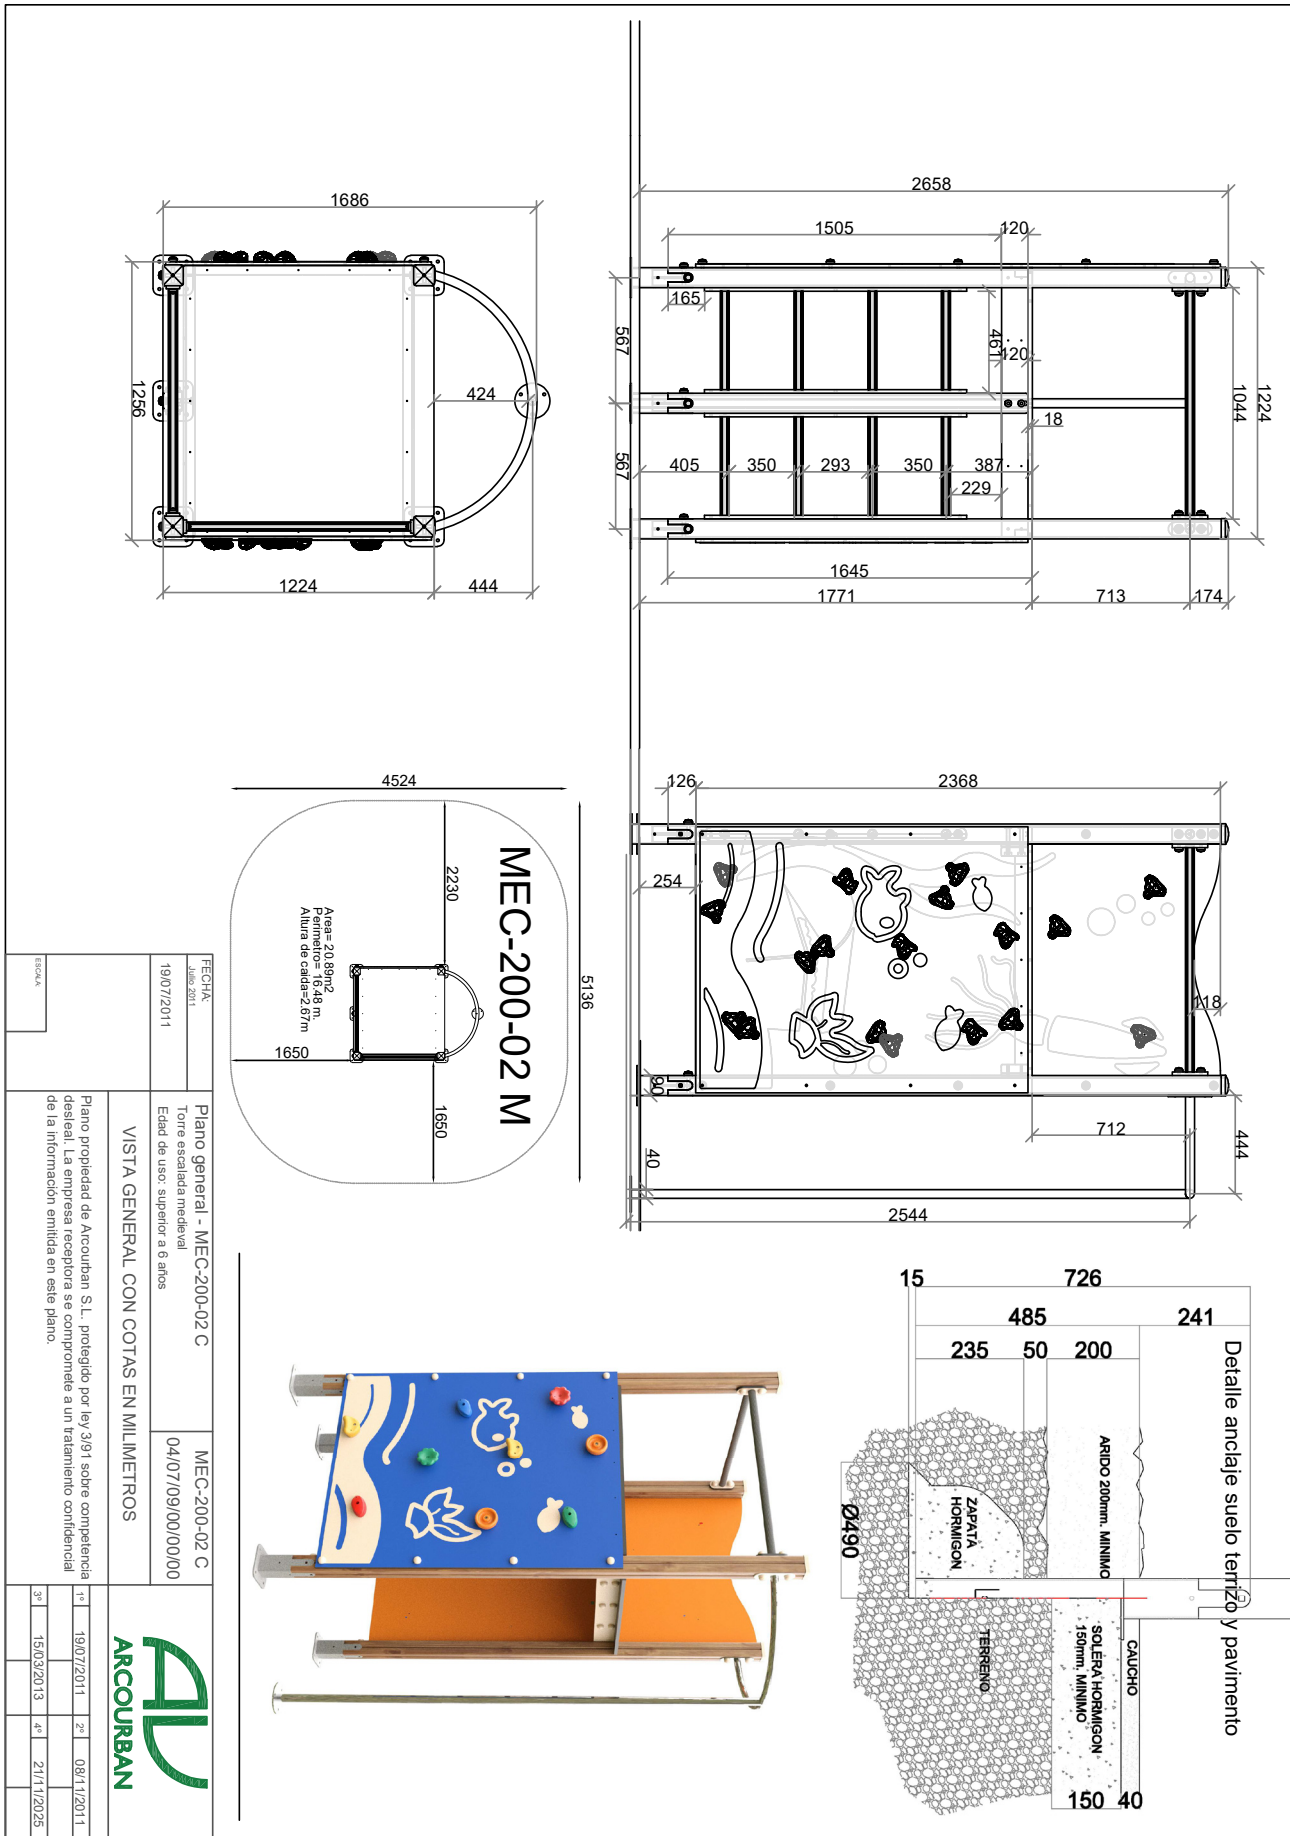 2658
1505
120
165
567
567
461
120
18
1044
1224
405
350
293
350
387
229
1645
1771
713
174
1686
1256
424
1224
444
126
2368
254
118
90
712
444
40
2544
4524
5136
2230
1650
1650
MEC-200-02 M
Area= 20.89m2
Perimetro= 16.48 m.
Altura de caida=2.67m
Detalle anclaje suelo terrizo y pavimento
15
726
485
241
235
50
200
Ø490
ARIDO 200mm. MINIMO
ZAPATA
HORMIGON
TERRENO
SOLERA HORMIGON
150mm. MINIMO
CAUCHO
150
40
FECHA:
Julio 2011
19/07/2011
ESCALA:
Plano general - MEC-200-02 C
Torre escalada medieval
Edad de uso: superior a 6 años
MEC-200-02 C
04/07/09/00/00/00
VISTA GENERAL CON COTAS EN MILIMETROS
Plano propiedad de Arcourban S.L. protegido por ley 3/91 sobre competencia
desleal. La empresa receptora se compromete a un tratamiento confidencial
de la información emitida en este plano.
ARCOURBAN
1º 19/07/2011 2º 08/11/2011
3º 15/03/2013 4º 21/11/2025